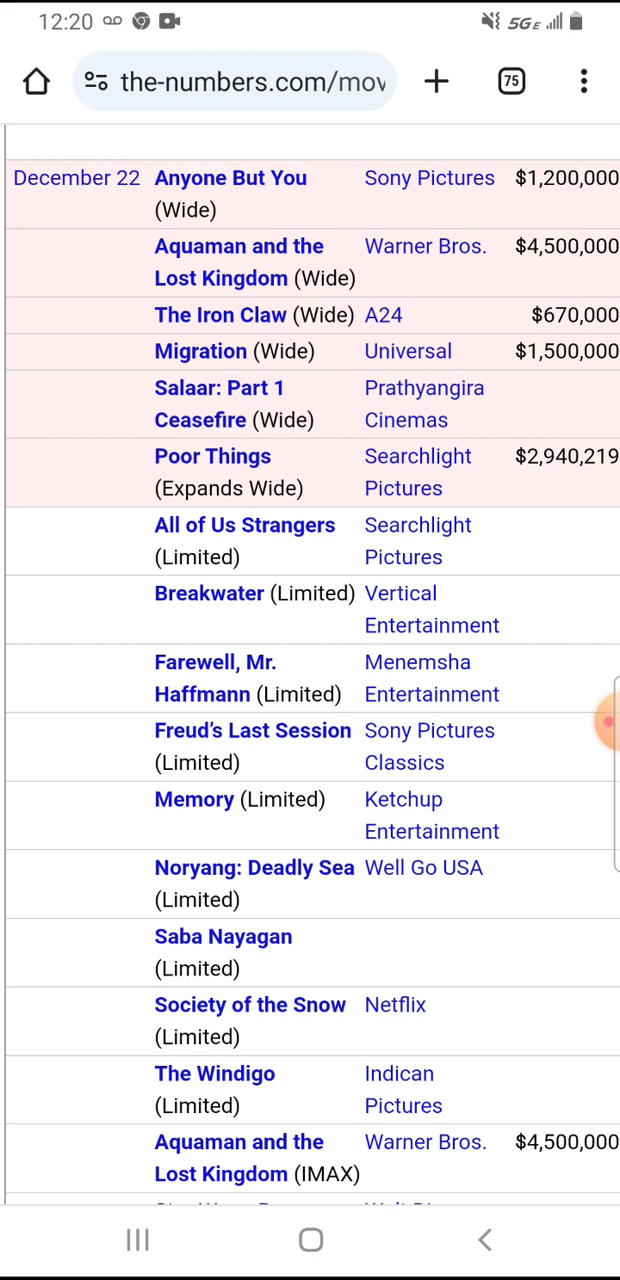 12:20
5GE
the-numbers.com/mov
75
December 22 Anyone But You Sony Pictures $1,200,000
(Wide)
Aquaman and the Warner Bros. $4,500,000
Lost Kingdom (Wide)
The Iron Claw (Wide) A24 $670,000
Migration (Wide) Universal $1,500,000
Salaar: Part 1 Prathyangira
Ceasefire (Wide) Cinemas
Poor Things Searchlight $2,940,219
(Expands Wide) Pictures
All of Us Strangers Searchlight
(Limited) Pictures
Breakwater (Limited) Vertical
Entertainment
Farewell, Mr. Menemsha
Haffmann (Limited) Entertainment
Freud's Last Session Sony Pictures
(Limited) Classics
Memory (Limited) Ketchup
Entertainment
Noryang: Deadly Sea Well Go USA
(Limited)
Saba Nayagan
(Limited)
Society of the Snow Netflix
(Limited)
The Windigo Indican
(Limited) Pictures
Aquaman and the Warner Bros. $4,500,000
Lost Kingdom (IMAX)